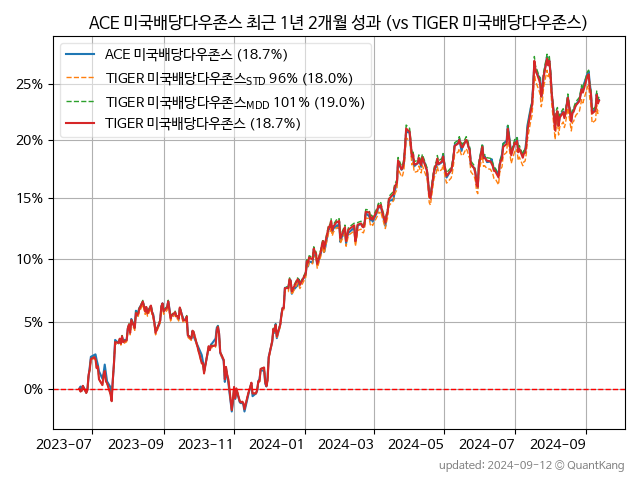 ACE 미국배당다우존스 최근 1년 2개월 성과 (vs TIGER 미국배당다우존스)
ACE 미국배당다우존스 (18.7%)
TIGER 미국배당다우존스STD 96% (18.0%)
TIGER 미국배당다우존스MDD 101% (19.0%)
TIGER 미국배당다우존스 (18.7%)
25%
20%
15%
10%
5%
0%
2023-07 2023-09 2023-11 2024-01 2024-03 2024-05 2024-07 2024-09
updated: 2024-09-12 © QuantKang